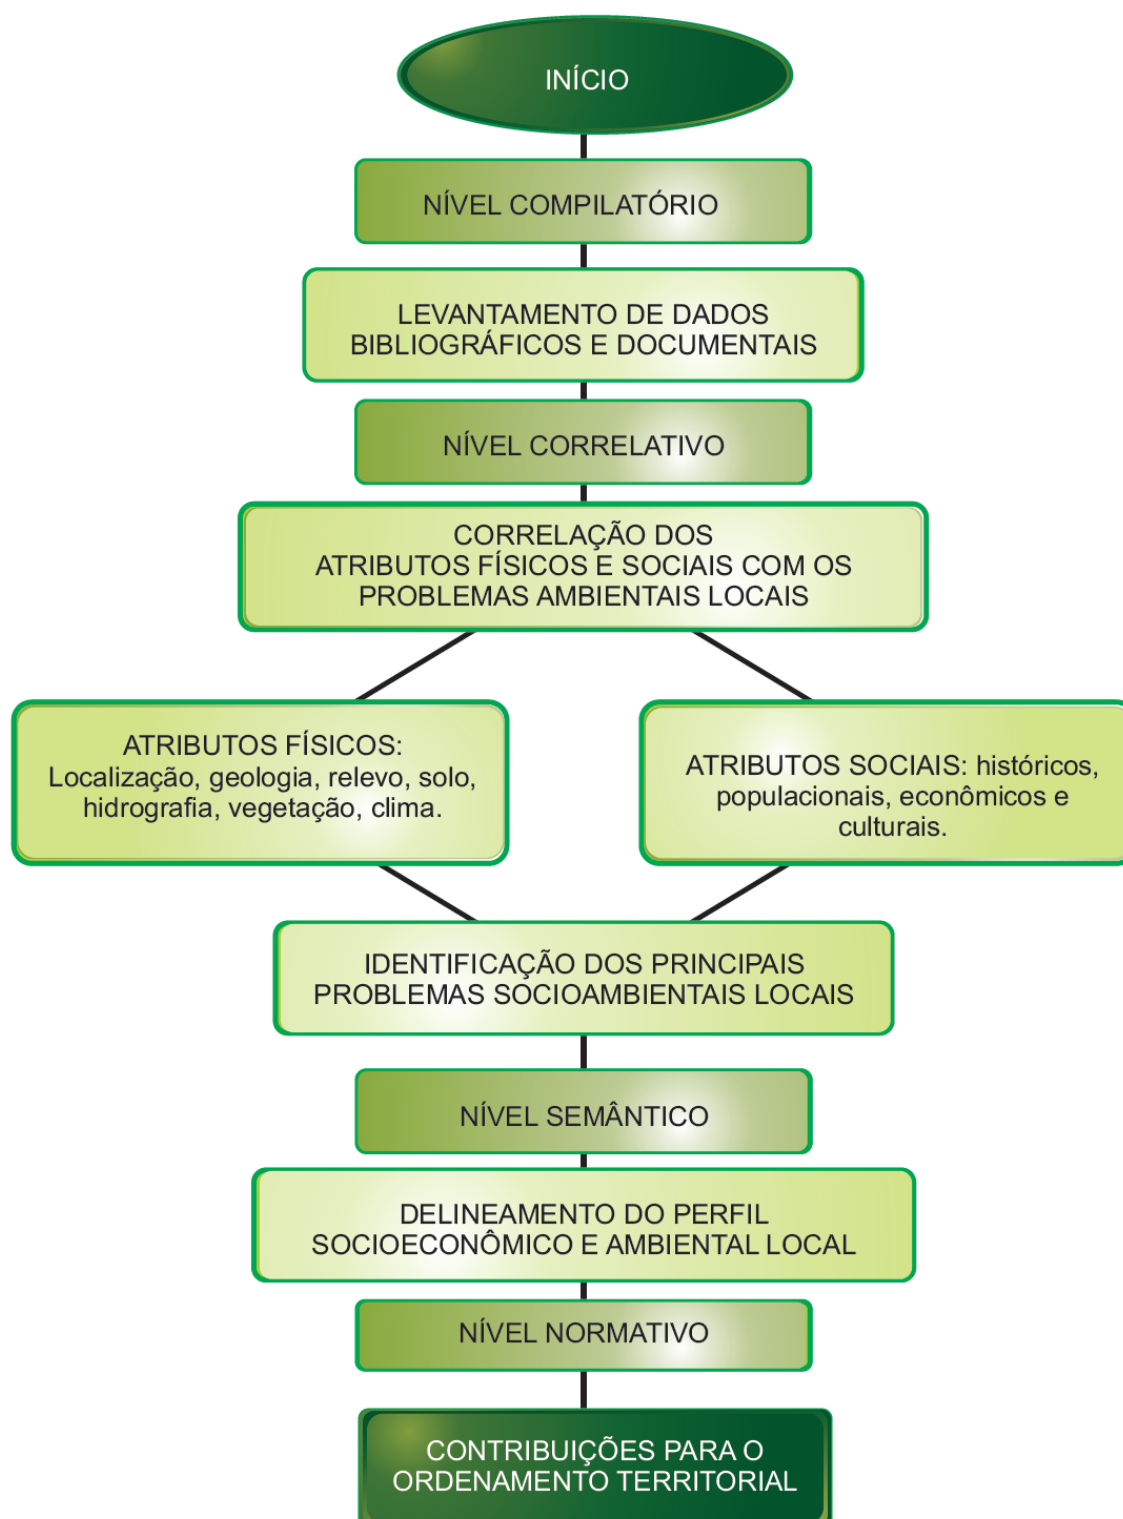 INÍCIO
NÍVEL COMPILATÓRIO
LEVANTAMENTO DE DADOS
BIBLIOGRÁFICOS E DOCUMENTAIS
NÍVEL CORRELATIVO
CORRELAÇÃO DOS
ATRIBUTOS FÍSICOS E SOCIAIS COM OS
PROBLEMAS AMBIENTAIS LOCAIS
ATRIBUTOS FÍSICOS:
Localização, geologia, relevo, solo,
hidrografia, vegetação, clima.
ATRIBUTOS SOCIAIS: históricos,
populacionais, econômicos e
culturais.
IDENTIFICAÇÃO DOS PRINCIPAIS
PROBLEMAS SOCIOAMBIENTAIS LOCAIS
NÍVEL SEMÂNTICO
DELINEAMENTO DO PERFIL
SOCIOECONÔMICO E AMBIENTAL LOCAL
NÍVEL NORMATIVO
CONTRIBUIÇÕES PARA O
ORDENAMENTO TERRITORIAL